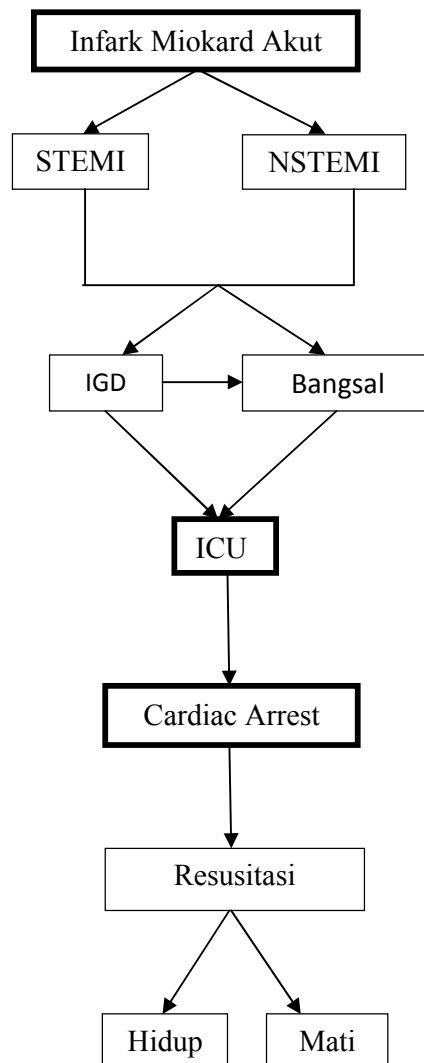 Infark Miokard Akut
STEMI
NSTEMI
IGD
Bangsal
ICU
Cardiac Arrest
Resusitasi
Hidup
Mati